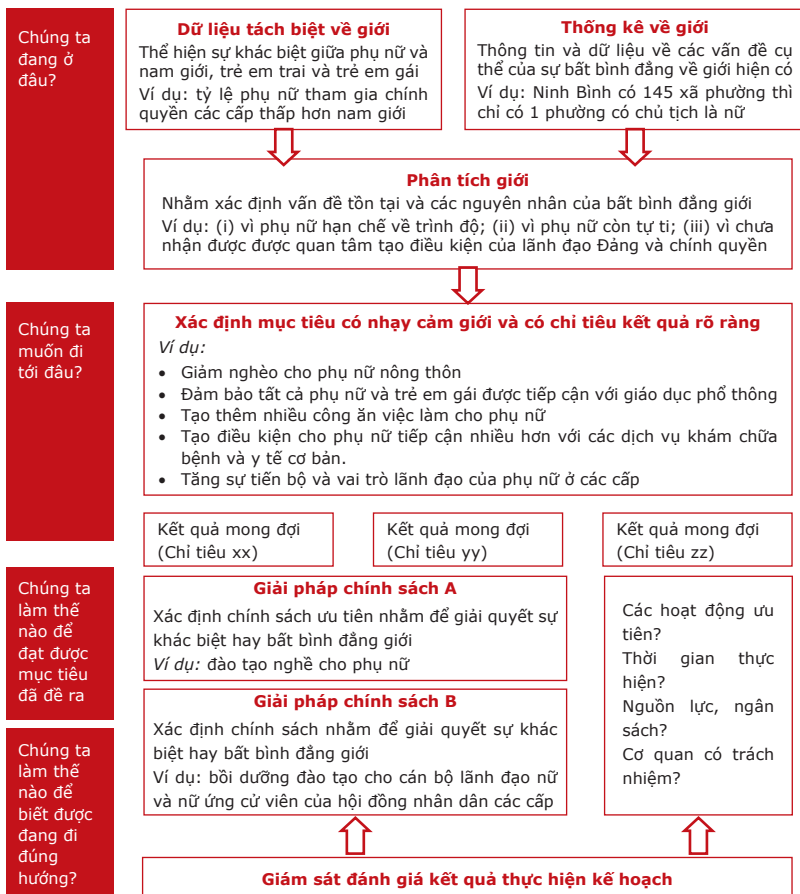 Chúng ta
đang ở
đâu?
Dữ liệu tách biệt về giới
Thể hiện sự khác biệt giữa phụ nữ và
nam giới, trẻ em trai và trẻ em gái
Ví dụ: tỷ lệ phụ nữ tham gia chính
quyền các cấp thấp hơn nam giới
Thống kê về giới
Thông tin và dữ liệu về các vấn đề cụ
thể của sự bất bình đẳng về giới hiện có
Ví dụ: Ninh Bình có 145 xã phường thì
chỉ có 1 phường có chủ tịch là nữ
Phân tích giới
Nhằm xác định vấn đề tồn tại và các nguyên nhân của bất bình đẳng giới
Ví dụ: (i) vì phụ nữ hạn chế về trình độ; (ii) vì phụ nữ còn tự ti; (iii) vì chưa
nhận được được quan tâm tạo điều kiện của lãnh đạo Đảng và chính quyền
Chúng ta
muốn đi
tới đâu?
Xác định mục tiêu có nhạy cảm giới và có chỉ tiêu kết quả rõ ràng
Ví dụ:
• Giảm nghèo cho phụ nữ nông thôn
• Đảm bảo tất cả phụ nữ và trẻ em gái được tiếp cận với giáo dục phổ thông
• Tạo thêm nhiều công ăn việc làm cho phụ nữ
• Tạo điều kiện cho phụ nữ tiếp cận nhiều hơn với các dịch vụ khám chữa
bệnh và y tế cơ bản.
• Tăng sự tiến bộ và vai trò lãnh đạo của phụ nữ ở các cấp
Kết quả mong đợi
(Chỉ tiêu xx)
Kết quả mong đợi
(Chỉ tiêu yy)
Kết quả mong đợi
(Chỉ tiêu zz)
Chúng ta
làm thế
nào để
đạt được
mục tiêu
đã đề ra
Giải pháp chính sách A
Xác định chính sách ưu tiên nhằm để giải quyết sự
khác biệt hay bất bình đẳng giới
Ví dụ: đào tạo nghề cho phụ nữ
Các hoạt động ưu
tiên?
Thời gian thực
hiện?
Nguồn lực, ngân
sách?
Cơ quan có trách
nhiệm?
Chúng ta
làm thế
nào để
biết được
đang đi
đúng
hướng?
Giải pháp chính sách B
Xác định chính sách nhằm để giải quyết sự khác
biệt hay bất bình đẳng giới
Ví dụ: bồi dưỡng đào tạo cho cán bộ lãnh đạo nữ
và nữ ứng cử viên của hội đồng nhân dân các cấp
Giám sát đánh giá kết quả thực hiện kế hoạch